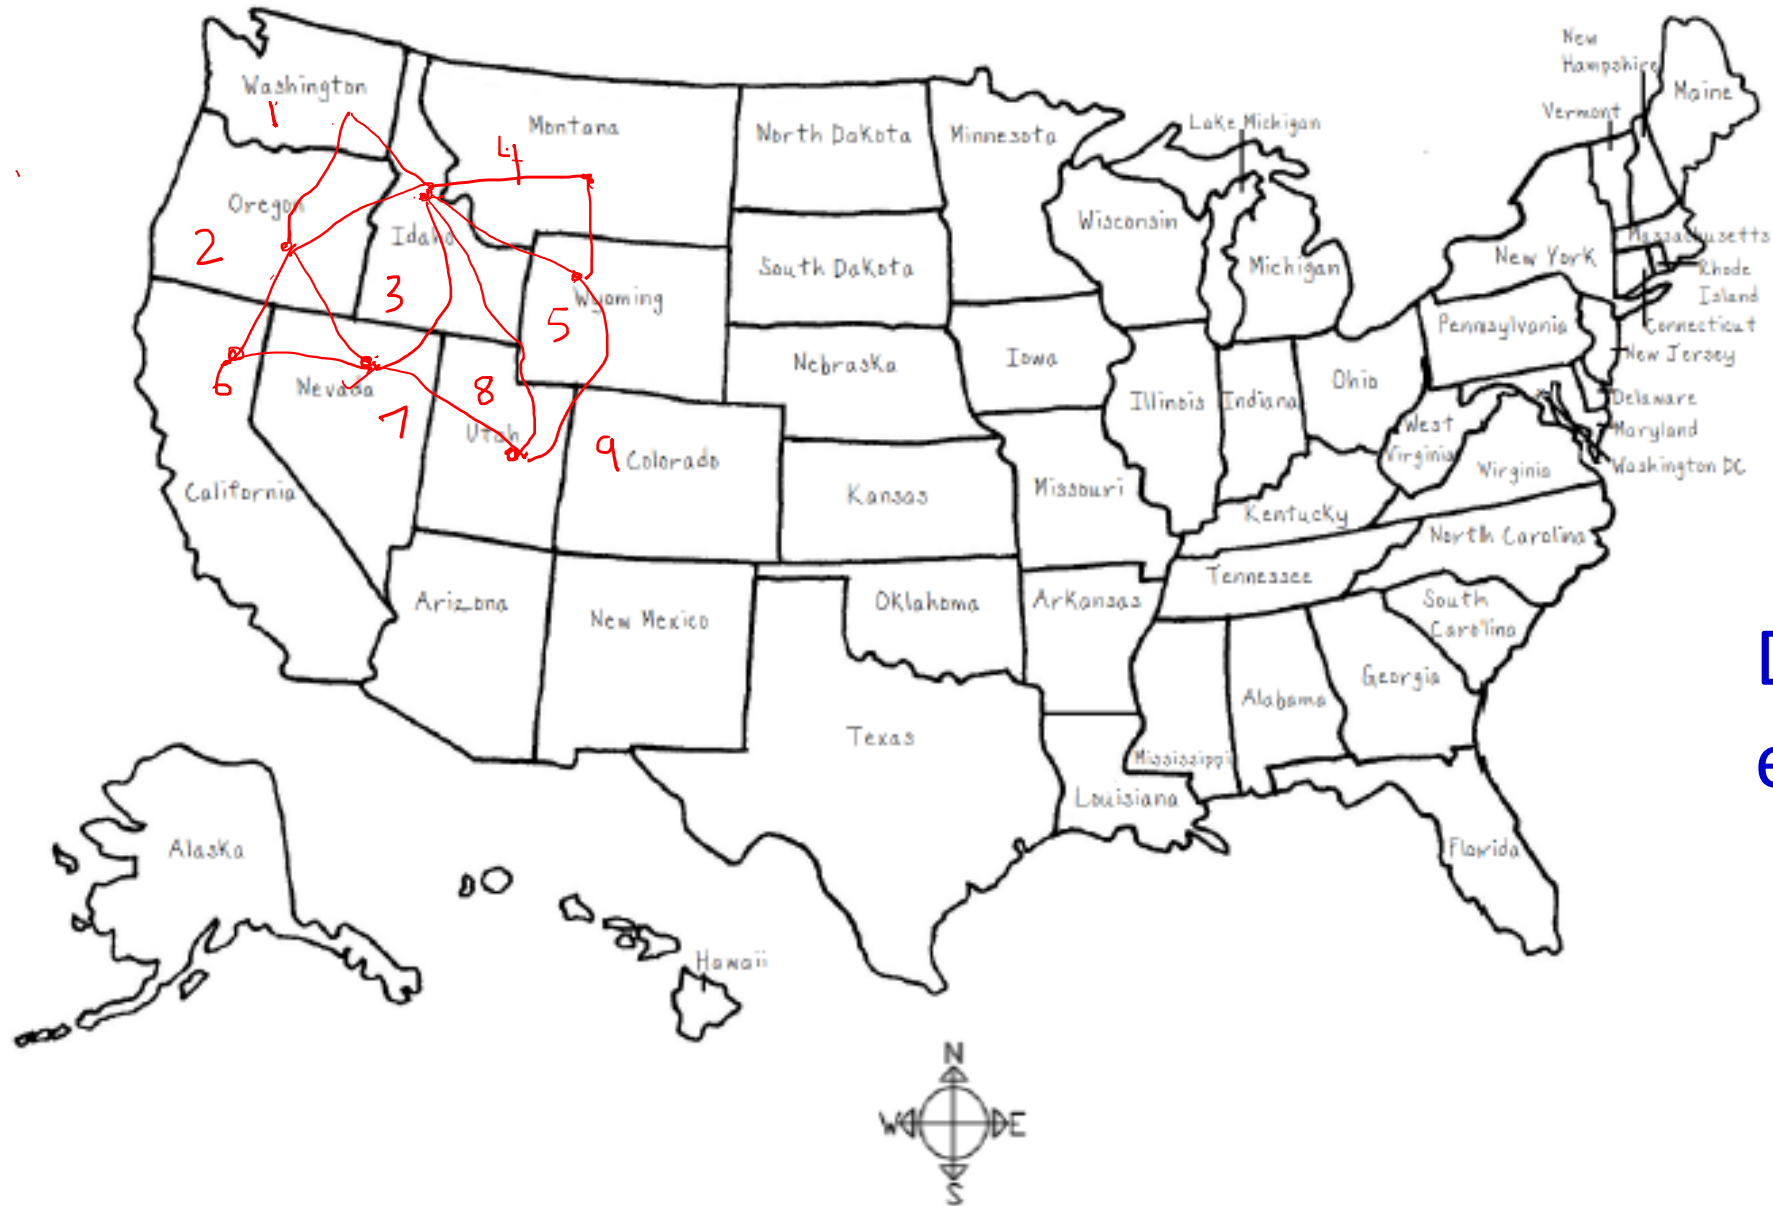 New
Hampshire
Maine
Vermont
Lake Michigan
Washington
1
Montana
North Dakota
Minnesota
4
Oregon
2
Idaho
3
Wisconsin
Massachusetts
New York
South Dakota
Michigan
Rhode
Island
Wyoming
5
Connecticut
Pennsylvania
New Jersey
Iowa
Nebraska
6
Nevada
7
8
Utah
9
Colorado
Ohio
Illinois
Indiana
Delaware
West
Virginia
Maryland
Washington DC
Virginia
California
Kansas
Missouri
Kentucky
North Carolina
Arizona
New Mexico
Oklahoma
Arkansas
Tennessee
South
Carolina
Georgia
Alabama
Texas
Mississippi
Louisiana
Florida
Alaska
Hawaii
N
W
E
S